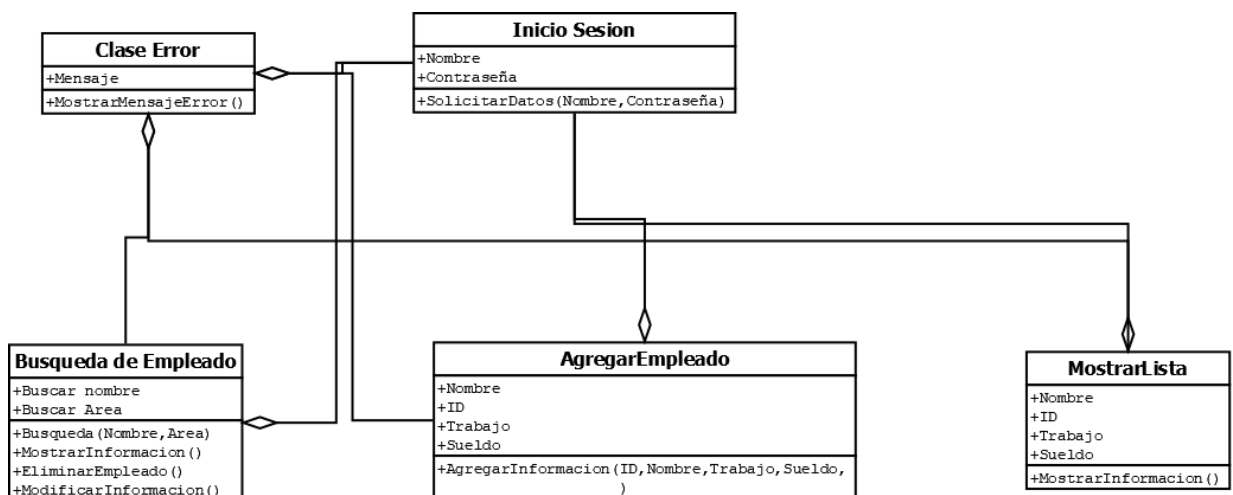 Clase Error
+Mensaje
+MostrarMensajeError()
Inicio Sesion
+Nombre
+Contraseña
+SolicitarDatos(Nombre,Contraseña)
Busqueda de Empleado
+Buscar nombre
+Buscar Area
+Busqueda(Nombre,Area)
+MostrarInformacion()
+EliminarEmpleado()
+ModificarInformacion()
AgregarEmpleado
+Nombre
+ID
+Trabajo
+Sueldo
+AgregarInformacion(ID,Nombre,Trabajo,Sueldo,
)
MostrarLista
+Nombre
+ID
+Trabajo
+Sueldo
+MostrarInformacion()